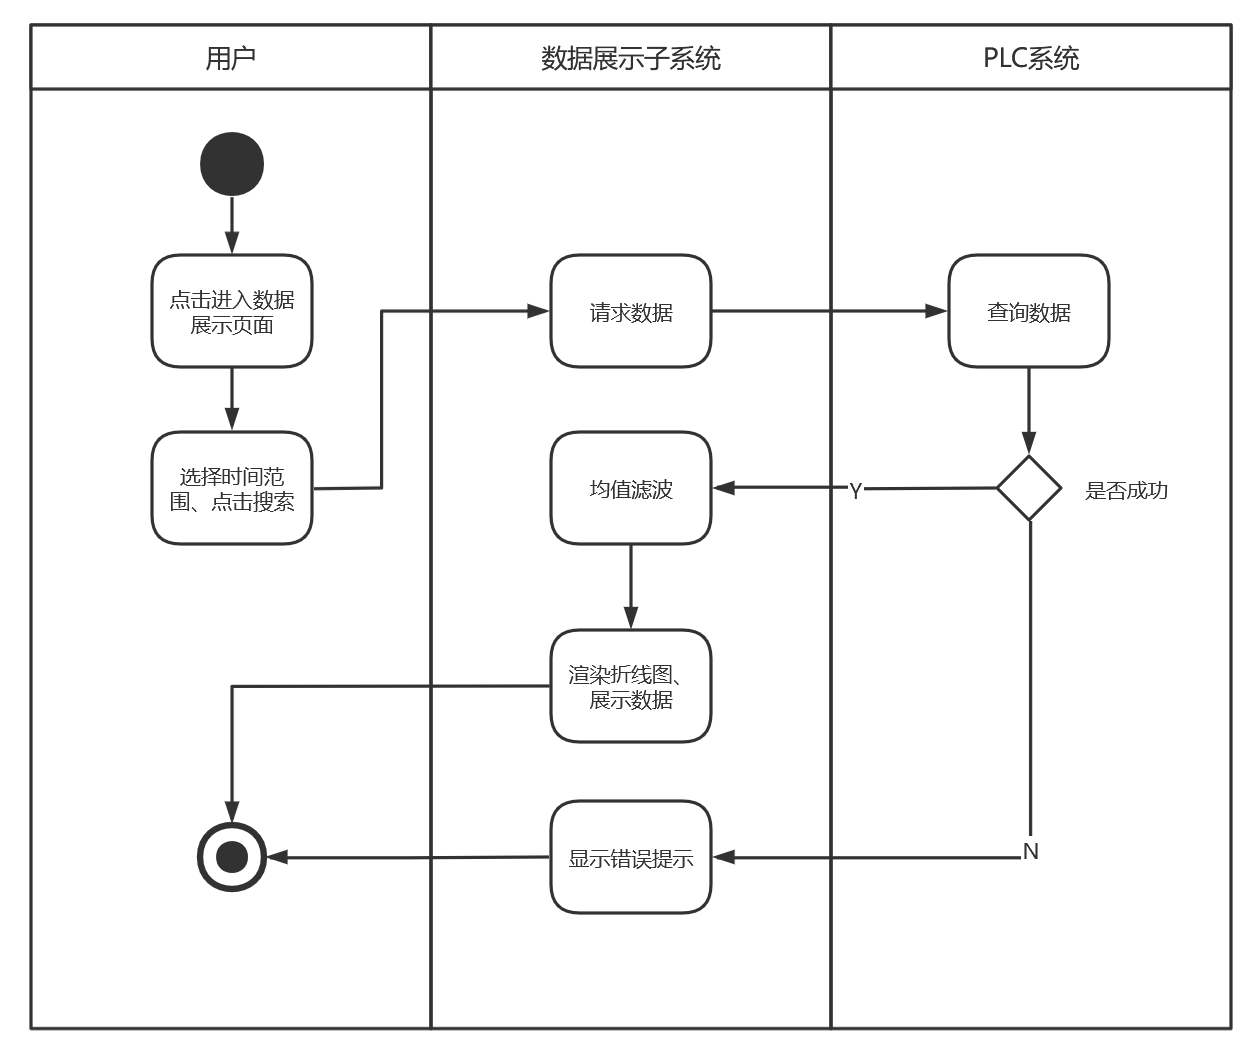 用户
数据展示子系统
PLC系统
点击进入数据
展示页面
请求数据
查询数据
选择时间范
围、点击搜索
均值滤波
Y
是否成功
渲染折线图、
展示数据
显示错误提示
N